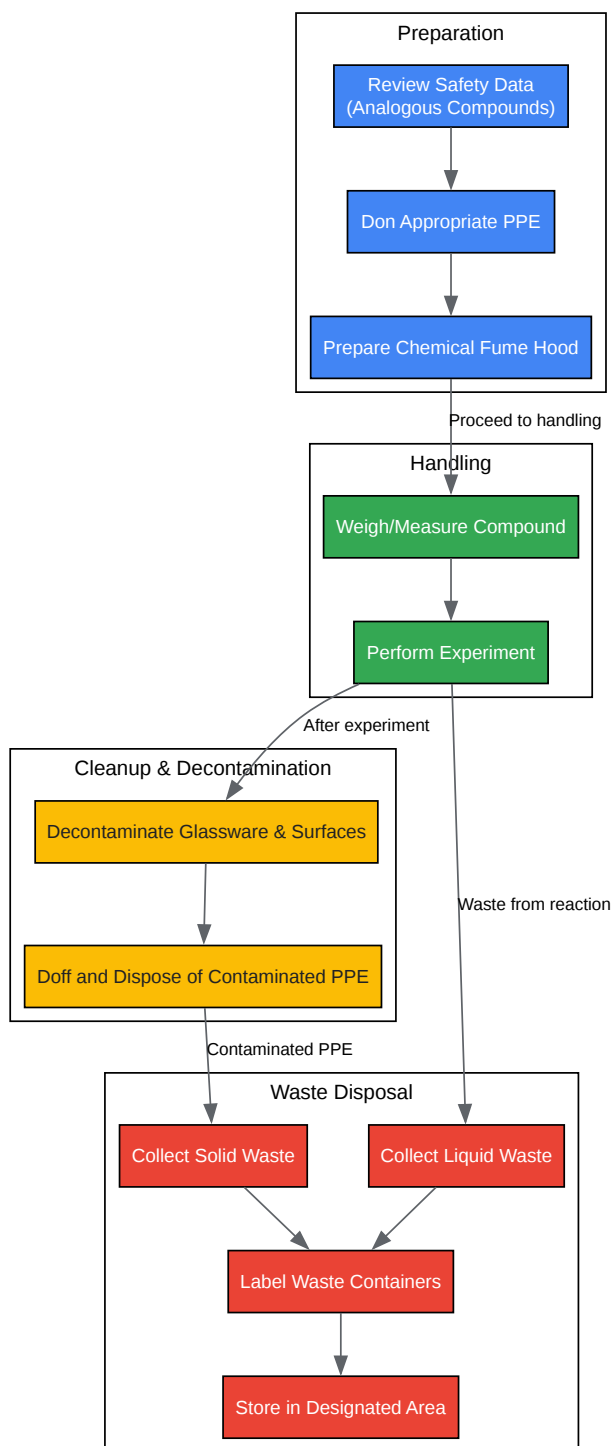 Preparation
Review Safety Data
(Analogous Compounds)
Don Appropriate PPE
Prepare Chemical Fume Hood
Proceed to handling
Handling
Weigh/Measure Compound
Perform Experiment
After experiment
Cleanup & Decontamination
Decontaminate Glassware & Surfaces
Waste from reaction
Doff and Dispose of Contaminated PPE
Contaminated PPE
Waste Disposal
Collect Solid Waste
Collect Liquid Waste
Label Waste Containers
Store in Designated Area